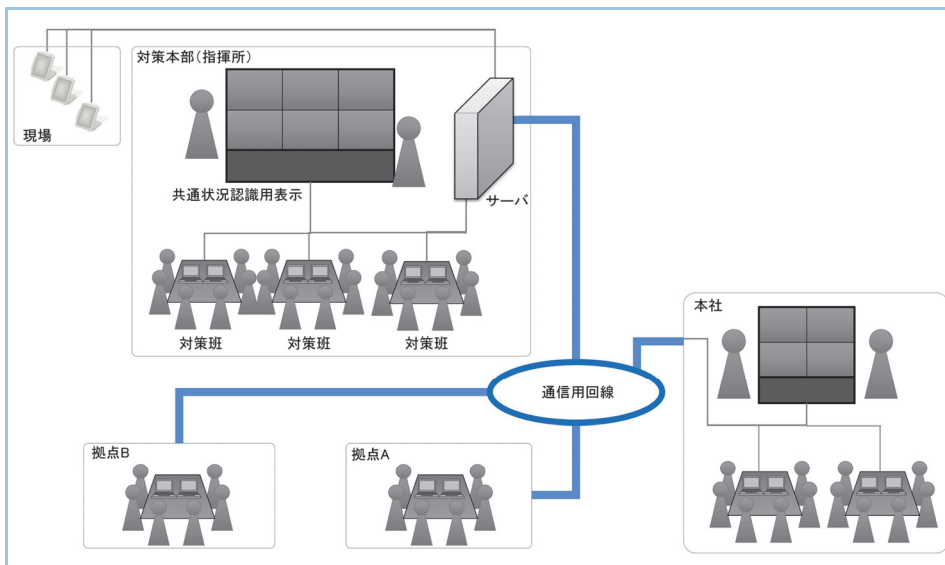 対策本部（指揮所）
現場
共通状況認識用表示
サーバ
対策班
対策班
対策班
本社
通信用回線
拠点B
拠点A